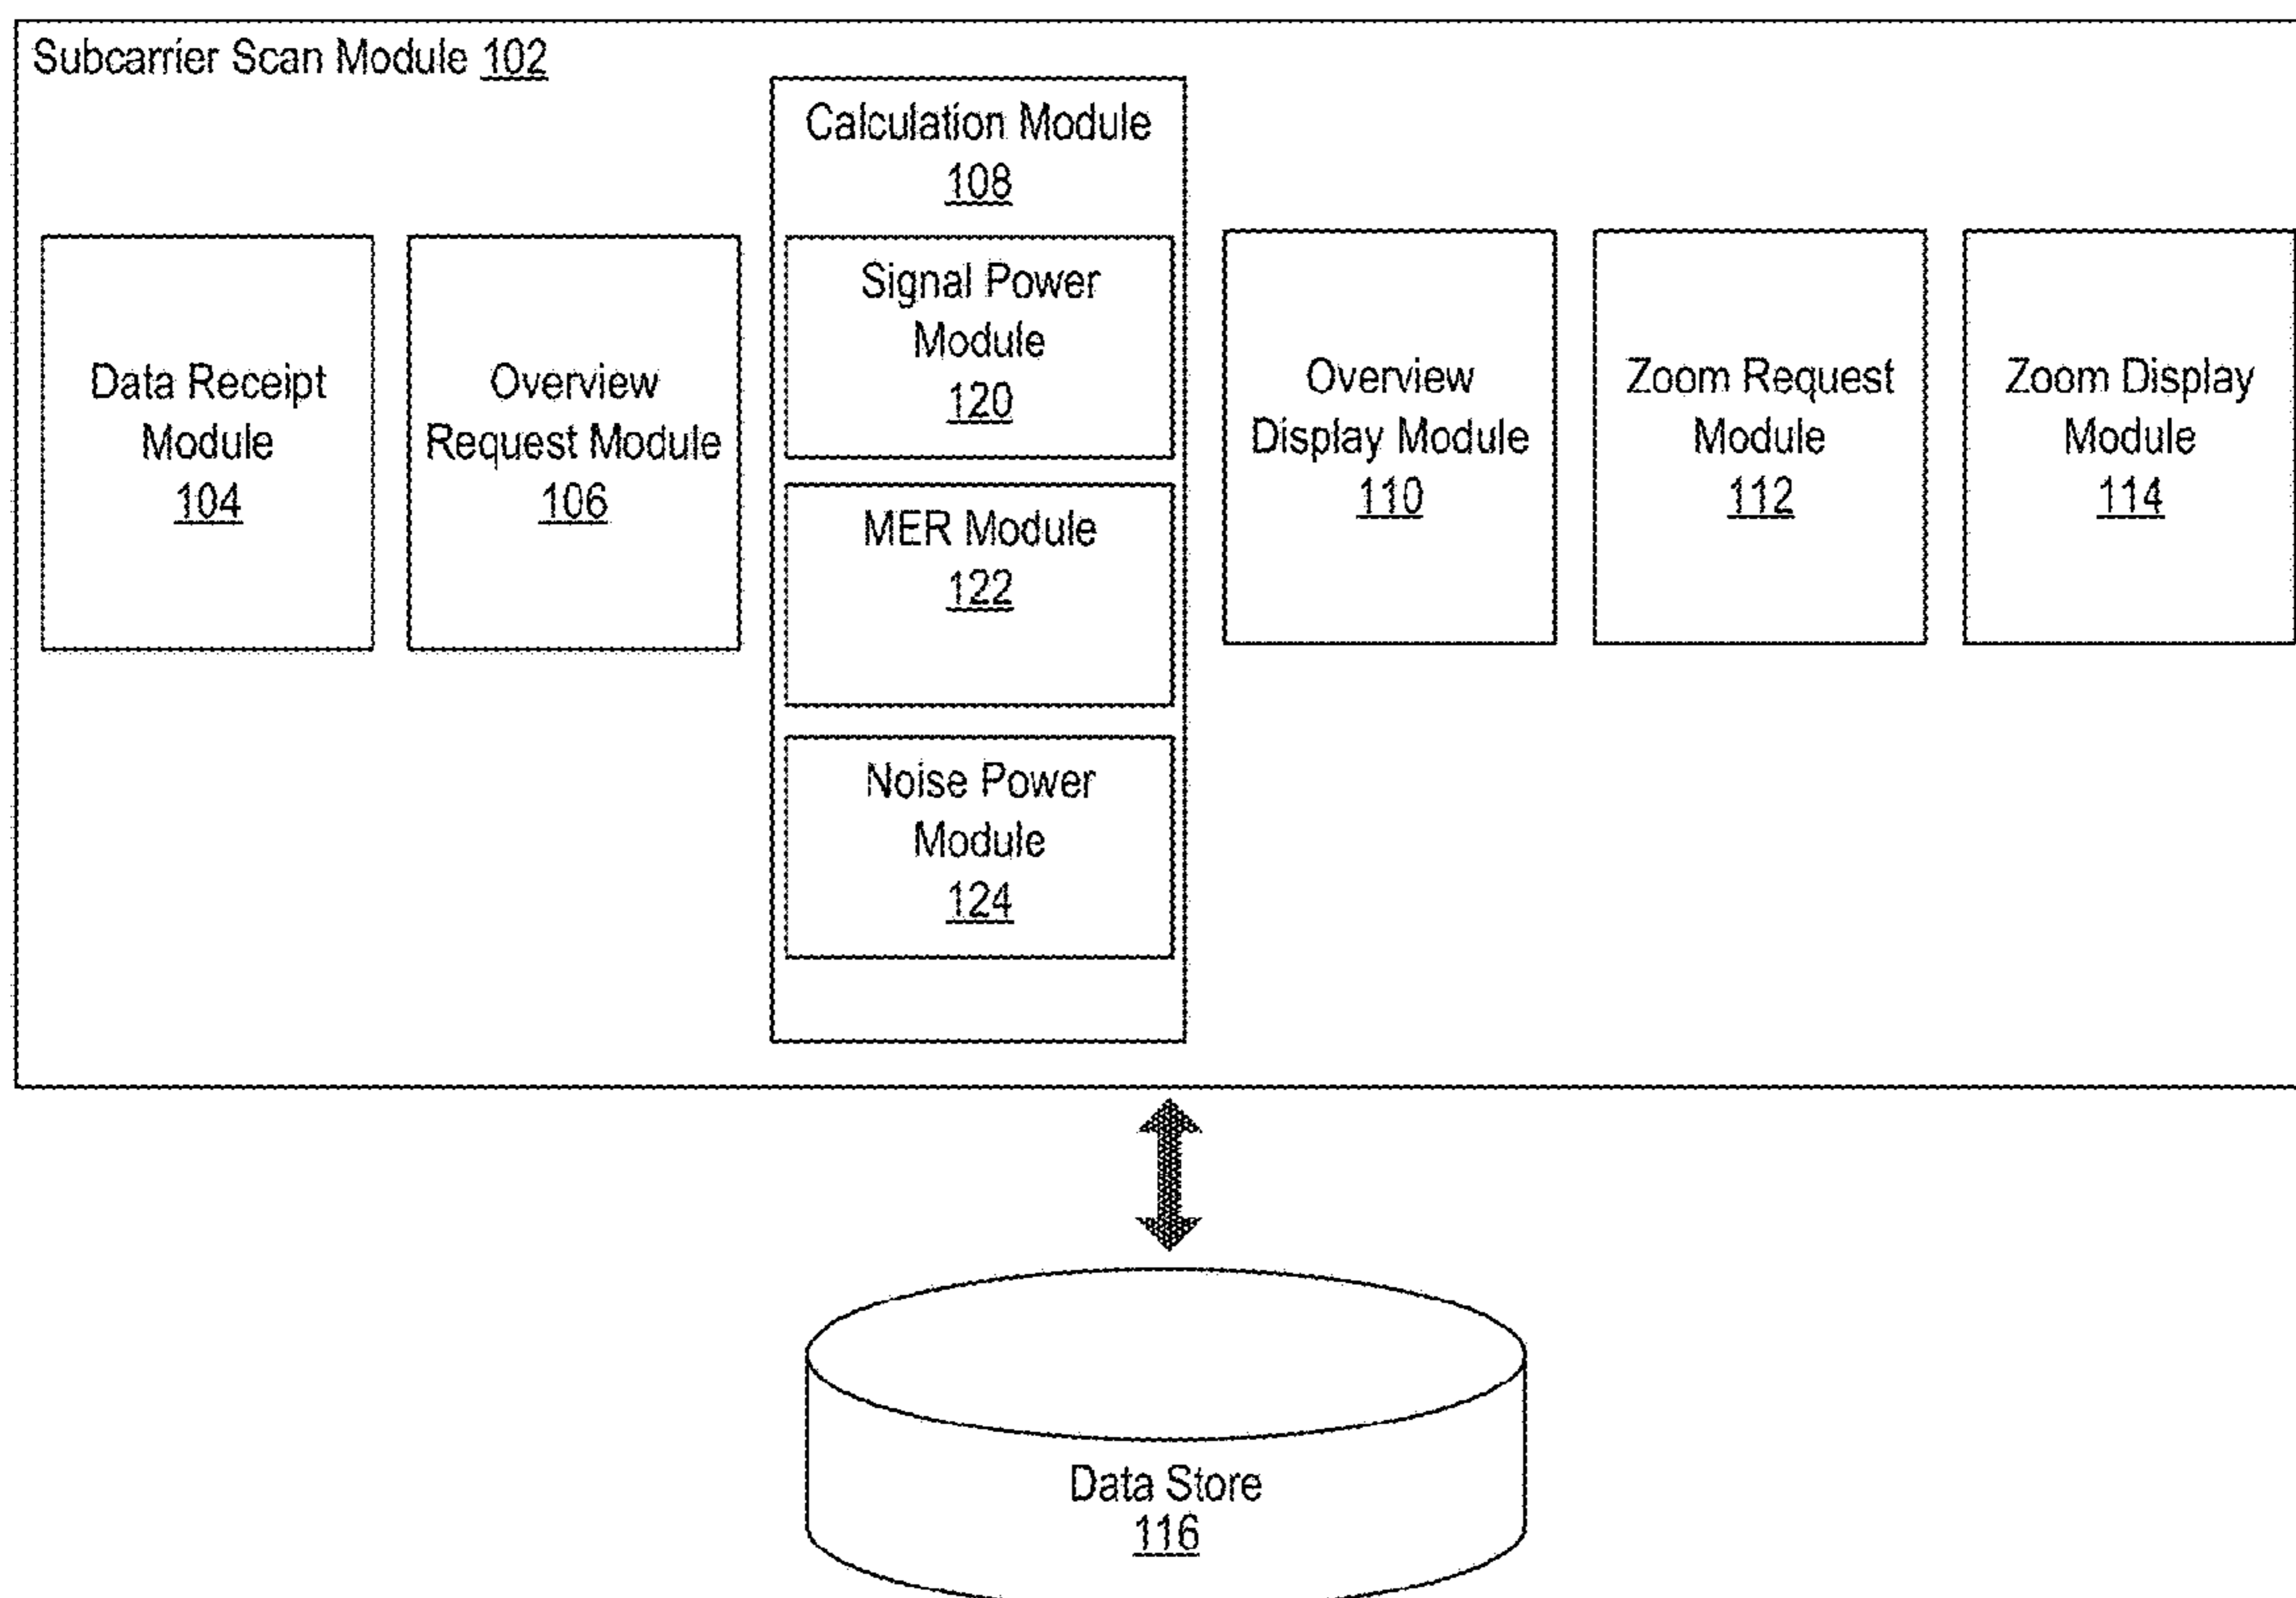 Subcarrier Scan Module 102
Calculation Module
108
Data Receipt
Module
104
Overview
Request Module
106
Signal Power
Module
120
MER Module
122
Noise Power
Module
124
Overview
Display Module
110
Zoom Request
Module
112
Zoom Display
Module
114
Data Store
116